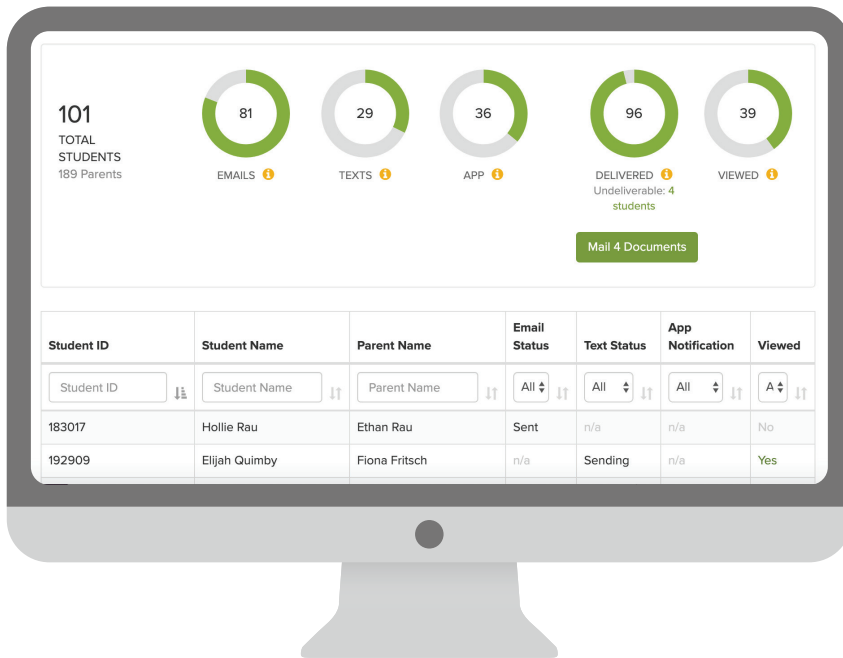 101
TOTAL
STUDENTS
189 Parents
81
EMAILS
29
TEXTS
36
APP
96
DELIVERED
Undeliverable: 4
students
39
VIEWED
Mail 4 Documents
Student ID Student Name Parent Name Email Status Text Status App Notification Viewed
Student ID Student Name Parent Name All All All A
183017 Hollie Rau Ethan Rau Sent n/a n/a No
192909 Elijah Quimby Fiona Fritsch n/a Sending n/a Yes